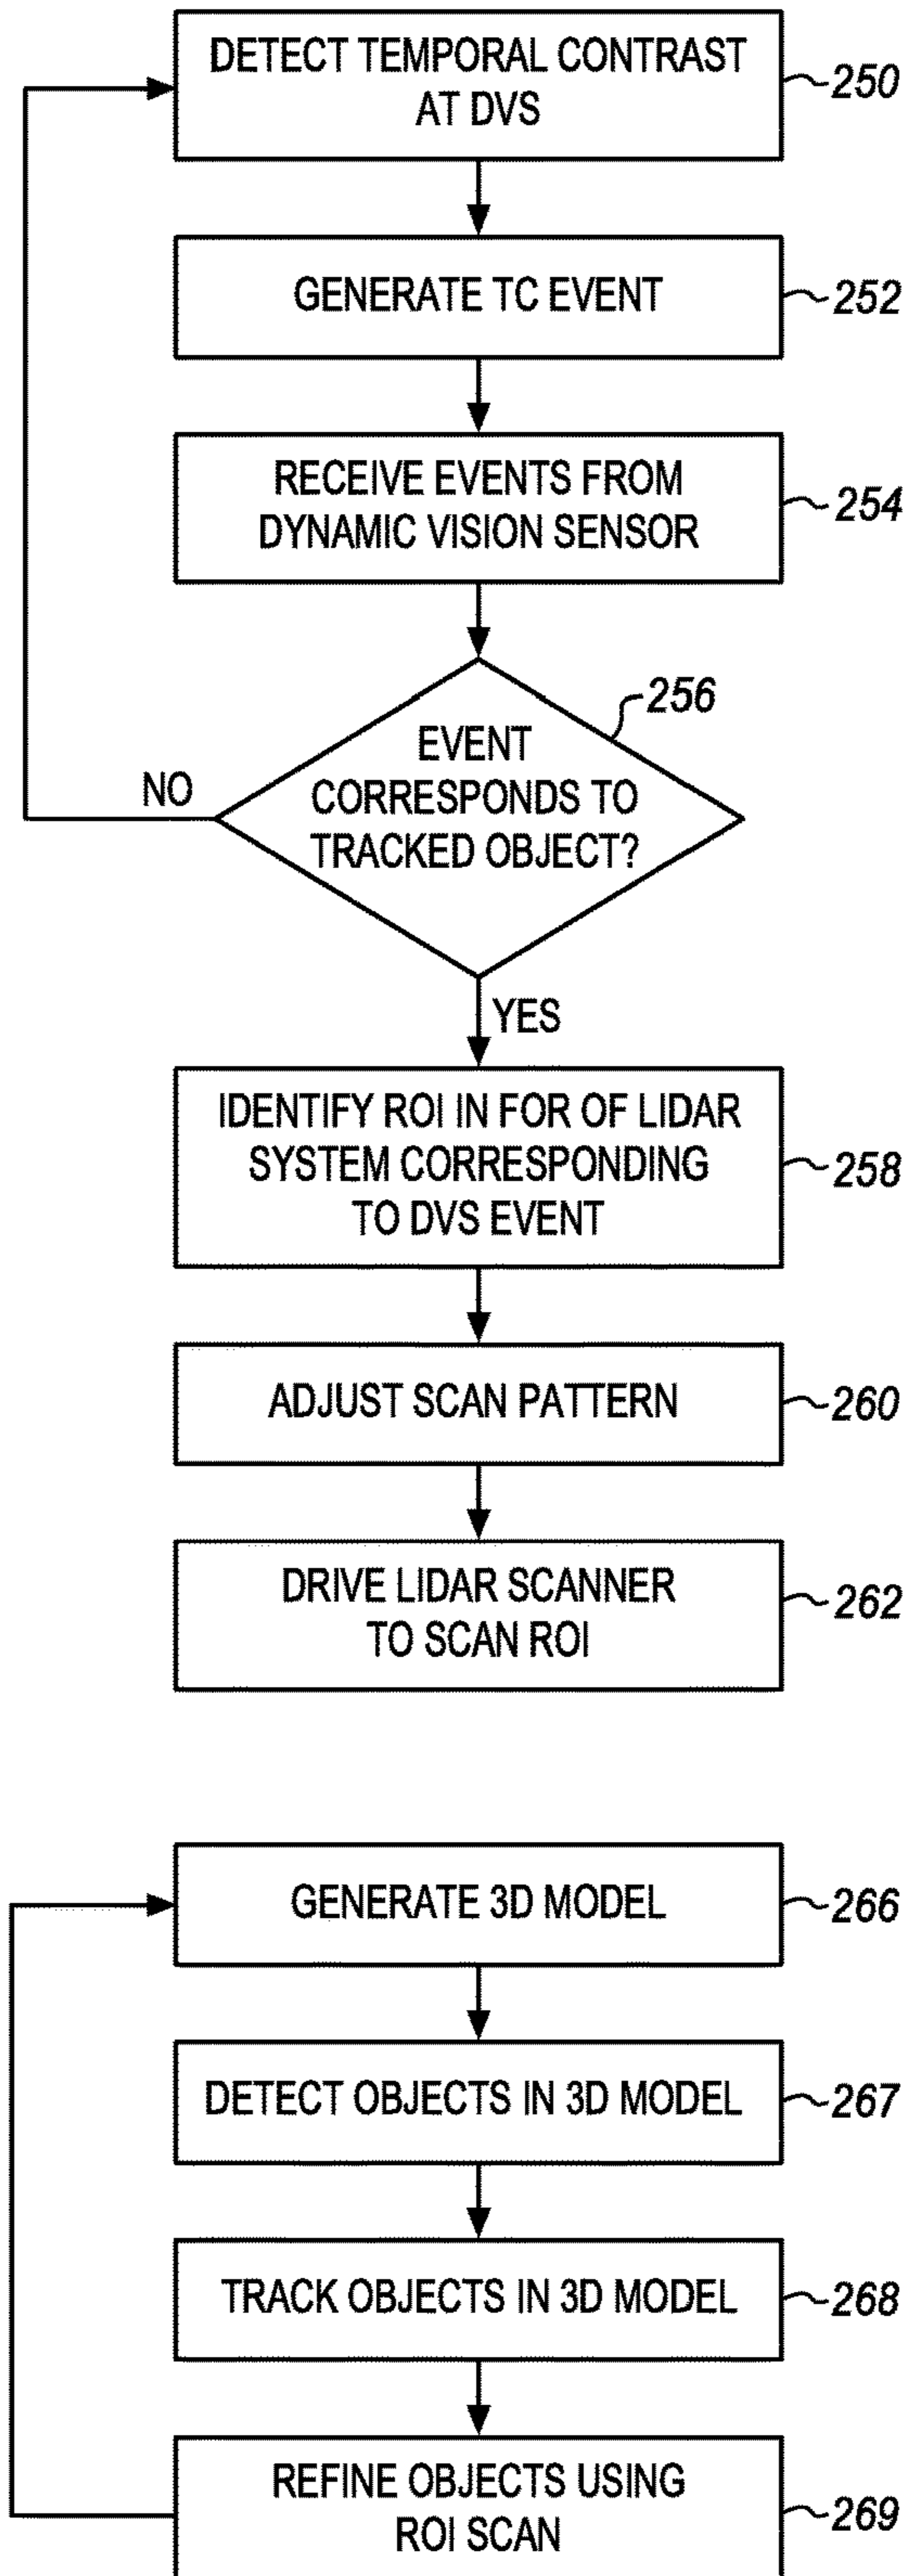 DETECT TEMPORAL CONTRAST
AT DVS
250
GENERATE TC EVENT
252
RECEIVE EVENTS FROM
DYNAMIC VISION SENSOR
254
256
EVENT
CORRESPONDS TO
TRACKED OBJECT?
NO
YES
IDENTIFY ROI IN FOR OF LIDAR
SYSTEM CORRESPONDING
TO DVS EVENT
258
ADJUST SCAN PATTERN
260
DRIVE LIDAR SCANNER
TO SCAN ROI
262
GENERATE 3D MODEL
266
DETECT OBJECTS IN 3D MODEL
267
TRACK OBJECTS IN 3D MODEL
268
REFINE OBJECTS USING
ROI SCAN
269